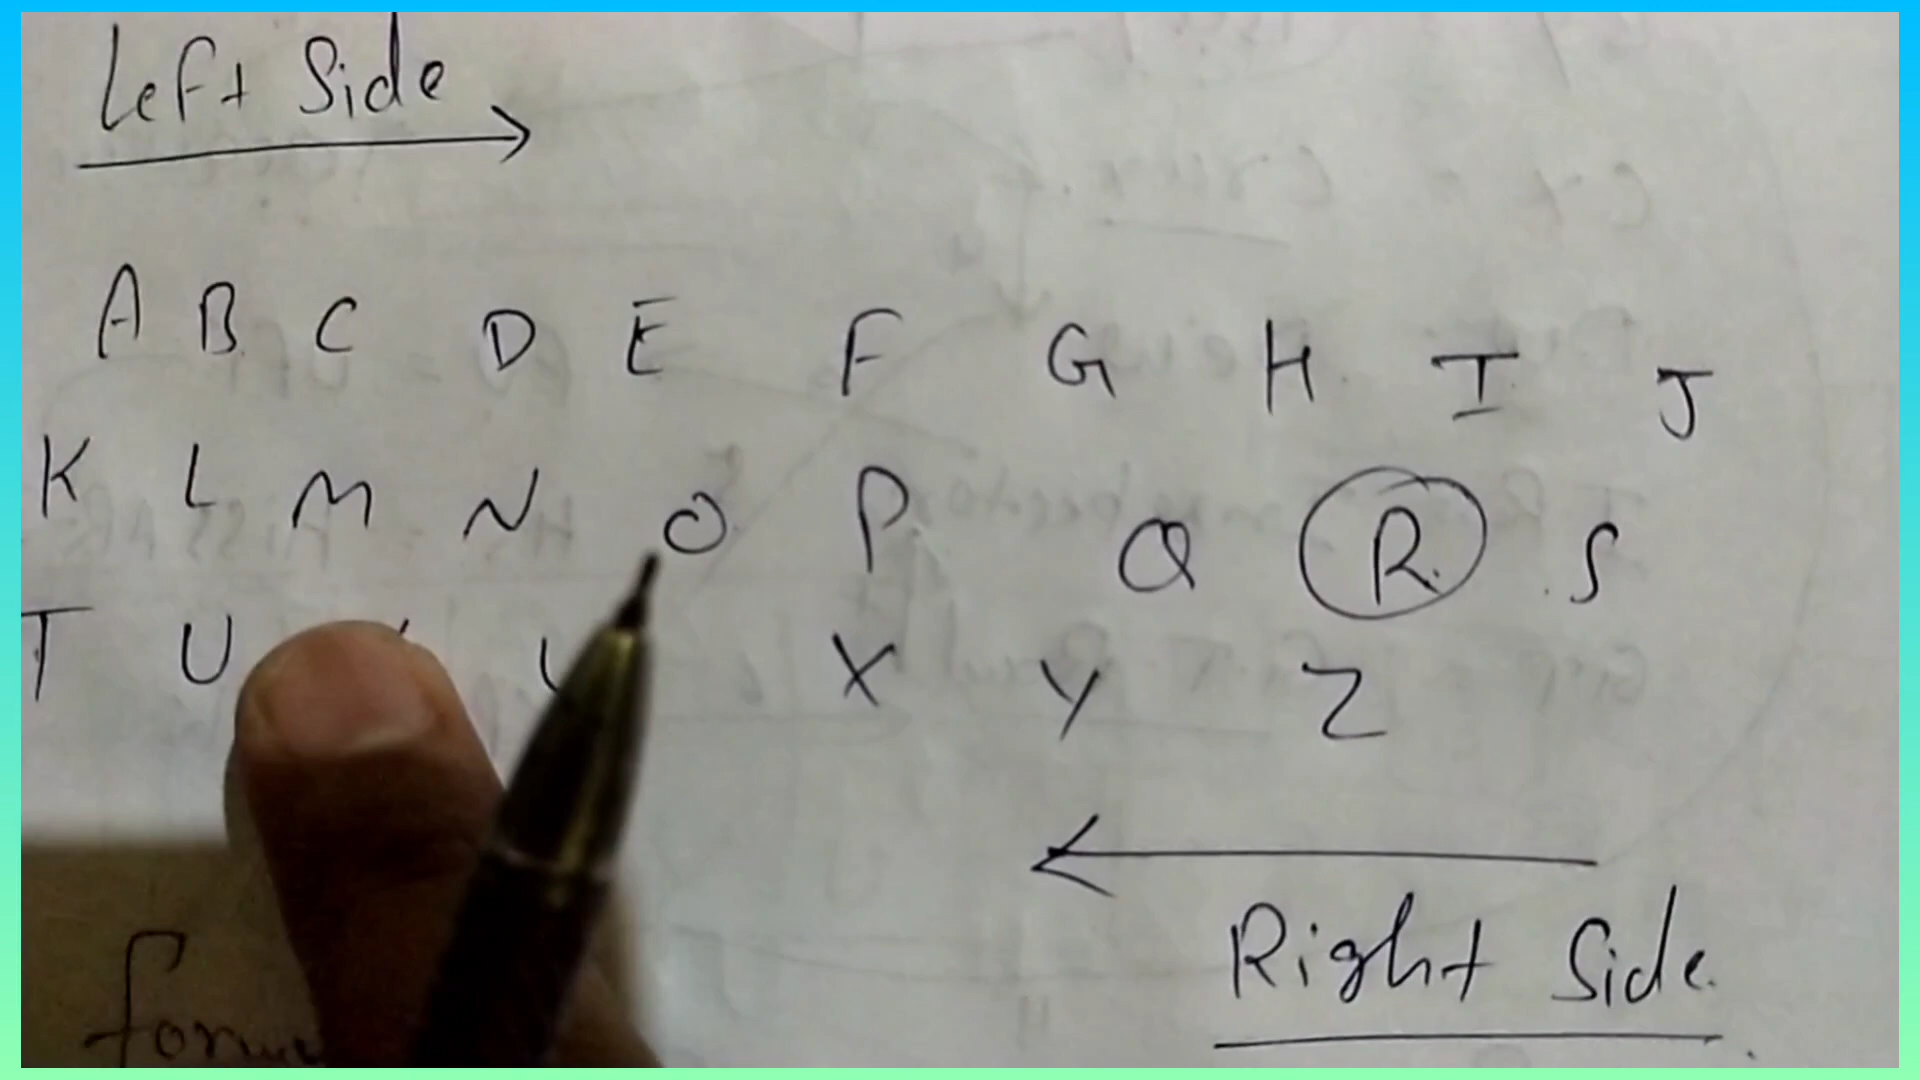 Left Side
A B C D E F G H I J
K L M N O P Q R S
T U X Y Z
Right Side